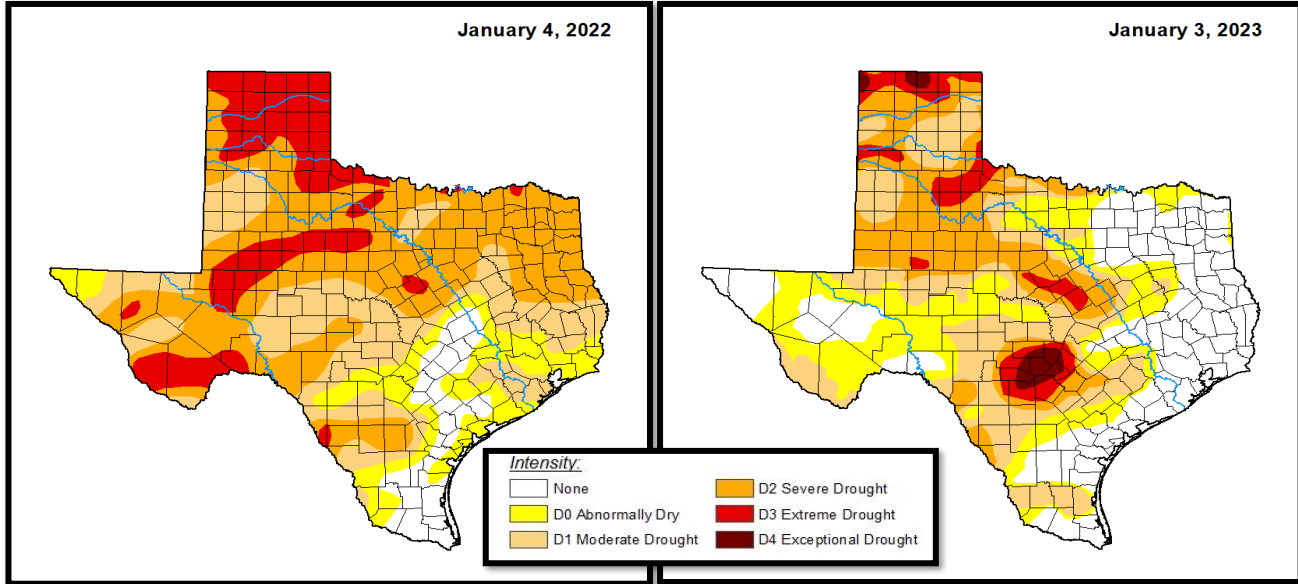 January 4, 2022
January 3, 2023
Intensity:
None
D0 Abnormally Dry
D1 Moderate Drought
D2 Severe Drought
D3 Extreme Drought
D4 Exceptional Drought